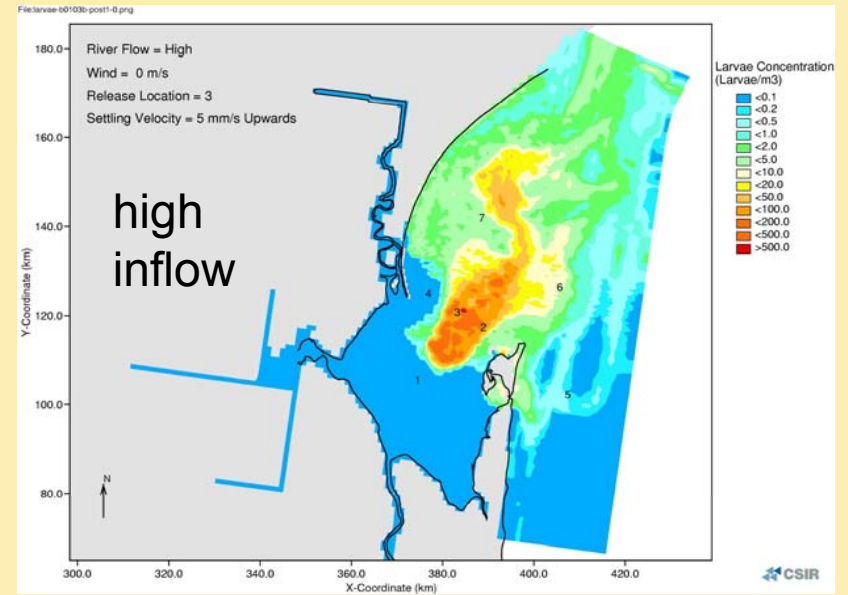 File:larvae-b0103b-post1-0.png
River Flow = High
Wind = 0 m/s
Release Location = 3
Settling Velocity = 5 mm/s Upwards
high
inflow
Larvae Concentration
(Larvae/m3)
<0.1
<0.2
<0.5
<1.0
<2.0
<5.0
<10.0
<20.0
<50.0
<100.0
<200.0
<500.0
>500.0
Y-Coordinate (km)
180.0
160.0
140.0
120.0
100.0
80.0
7
4
6
3
2
1
5
N
300.0 320.0 340.0 360.0 380.0 400.0 420.0
X-Coordinate (km)
CSIR